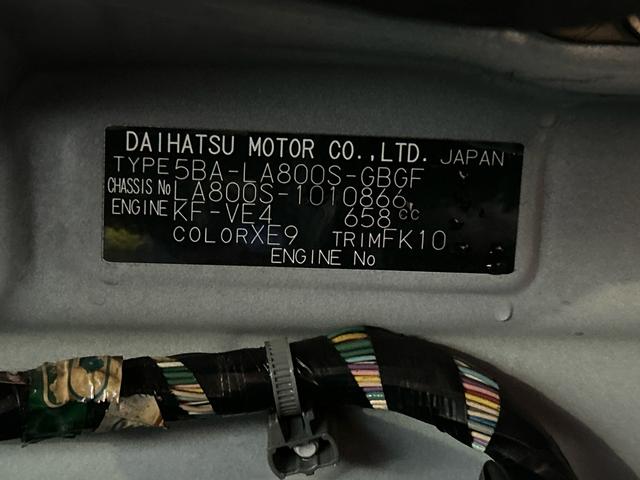 DAIHATSU MOTOR CO.,LTD. JAPAN
TYPE 5BA-LA800S-GBGF
CHASSIS No LA800S-1010866
ENGINE KF-VE4 658cc
COLOR XE9 TRIM FK10
ENGINE No